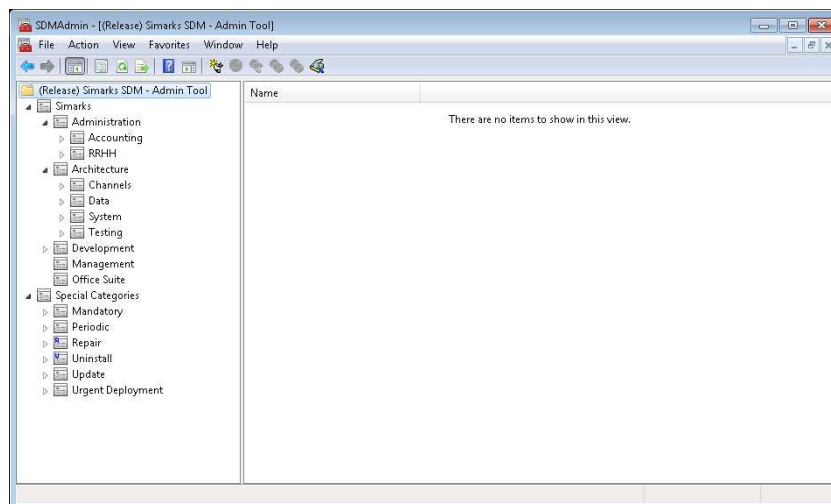 SDMAdmin - [(Release) Simarks SDM - Admin Tool]
File Action View Favorites Window Help
(Release) Simarks SDM - Admin Tool
Name
Simarks
There are no items to show in this view.
Administration
Accounting
RRHH
Architecture
Channels
Data
System
Testing
Development
Management
Office Suite
Special Categories
Mandatory
Periodic
Repair
Uninstall
Update
Urgent Deployment